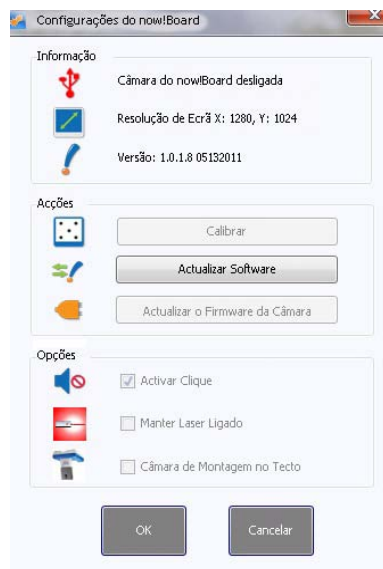 Configurações do now!Board
Informação
Câmara do now!Board desligada
Resolução de Ecrã X: 1280, Y: 1024
Versão: 1.0.1.8 05132011
Acções
Calibrar
Actualizar Software
Actualizar o Firmware da Câmara
Opções
Activar Clique
Manter Laser Ligado
Câmara de Montagem no Tecto
OK
Cancelar